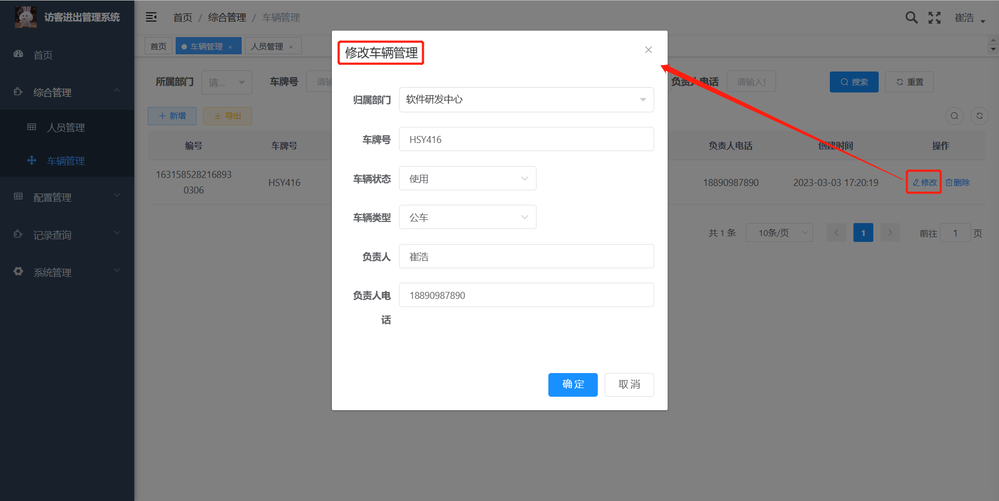 访客进出管理系统
首页 / 综合管理 / 车辆管理
崔浩
首页
车辆管理 ×
人员管理 ×
首页
综合管理
人员管理
车辆管理
配置管理
记录查询
系统管理
所属部门
请...
车牌号
请输
负责人电话
请输入
搜索
重置
新增
导出
编号
车牌号
负责人电话
创建时间
操作
163158528216893
0306
HSY416
18890987890
2023-03-03 17:20:19
修改
删除
共 1 条
10条/页
1
前往
1
页
修改车辆管理
归属部门
软件研发中心
车牌号
HSY416
车辆状态
使用
车辆类型
公车
负责人
崔浩
负责人电
话
18890987890
确 定
取 消